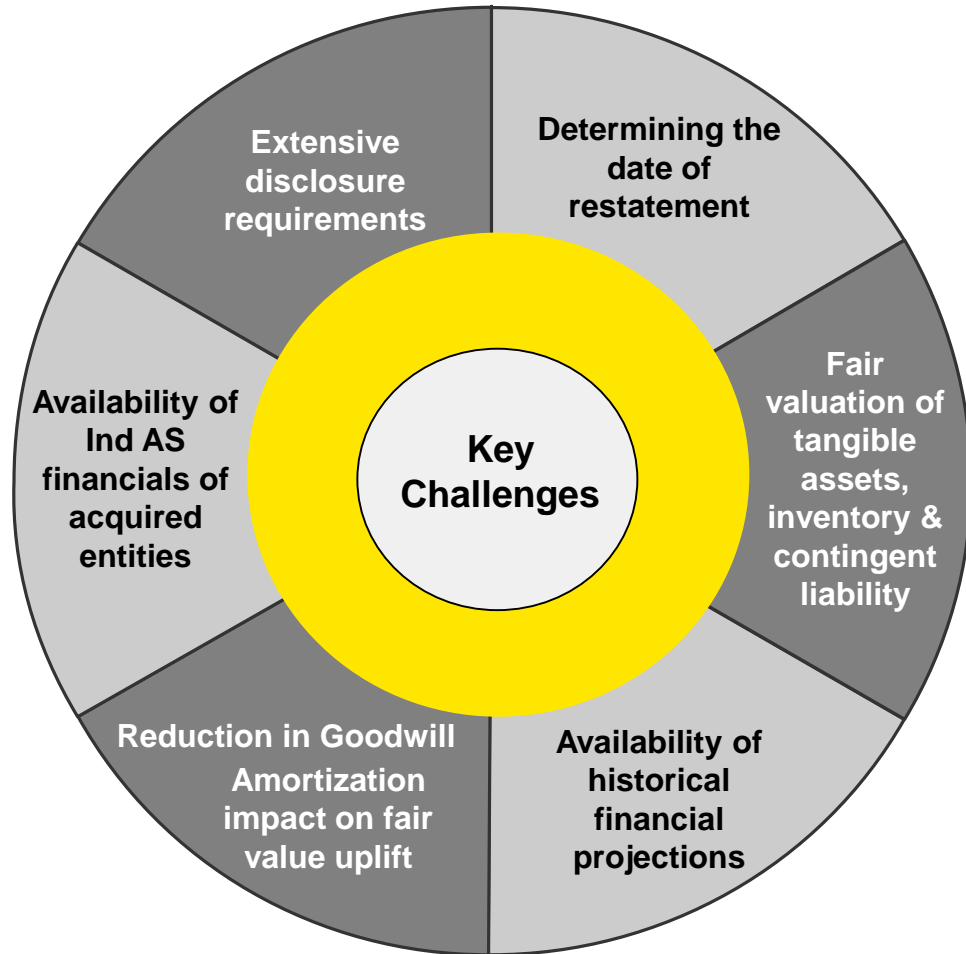 Key
Challenges
Determining the
date of
restatement
Fair
valuation of
tangible
assets,
inventory &
contingent
liability
Availability of
historical
financial
projections
Reduction in Goodwill
Amortization
impact on fair
value uplift
Availability of
Ind AS
financials of
acquired
entities
Extensive
disclosure
requirements